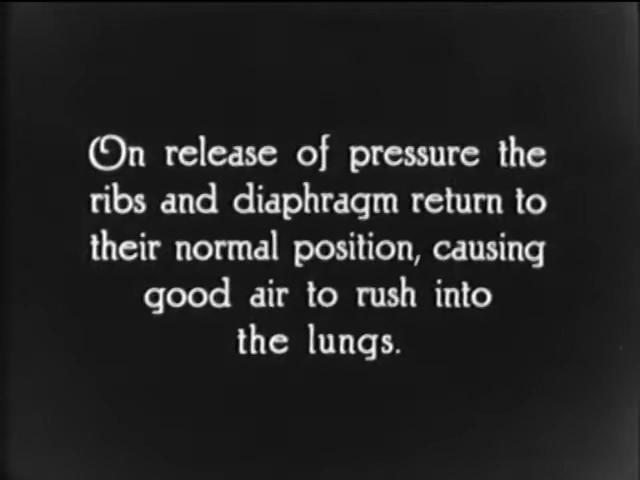 On release of pressure the
ribs and diaphragm return to
their normal position, causing
good air to rush into
the lungs.